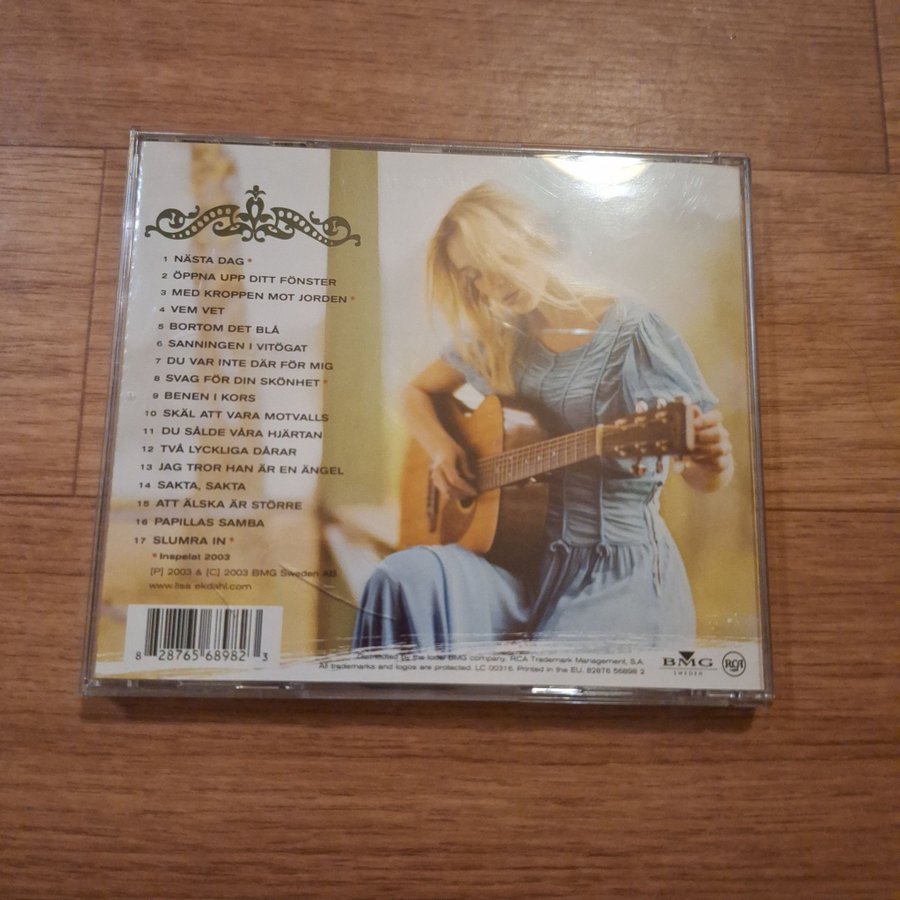 1 NÄSTA DAG *
2 ÖPPNA UPP DITT FÖNSTER
3 MED KROPPEN MOT JORDEN *
4 VEM VET
5 BORTOM DET BLÅ
6 SANNINGEN I VITÖGAT
7 DU VAR INTE DÄR FÖR MIG
8 SVAG FÖR DIN SKÖNHET *
9 BENEN I KORS
10 SKÄL ATT VARA MOTVALLS
11 DU SÅLDE VÅRA HJÄRTAN
12 TVÅ LYCKLIGA DÅRAR
13 JAG TROR HAN ÄR EN ÄNGEL
14 SAKTA, SAKTA
15 ATT ÄLSKA ÄR STÖRRE
16 PAPILLAS SAMBA
17 SLUMRA IN *
* Inspelat 2003
(P) 2003 & (C) 2003 BMG Sweden AB
www.lisa ekdahl.com
8 28765 68982 3
Distributed by the local BMG company. RCA Trademark Management, S.A.
All trademarks and logos are protected. LC 00316. Printed in the EU. 82876 56898 2
BMG
SWEDEN
RCA